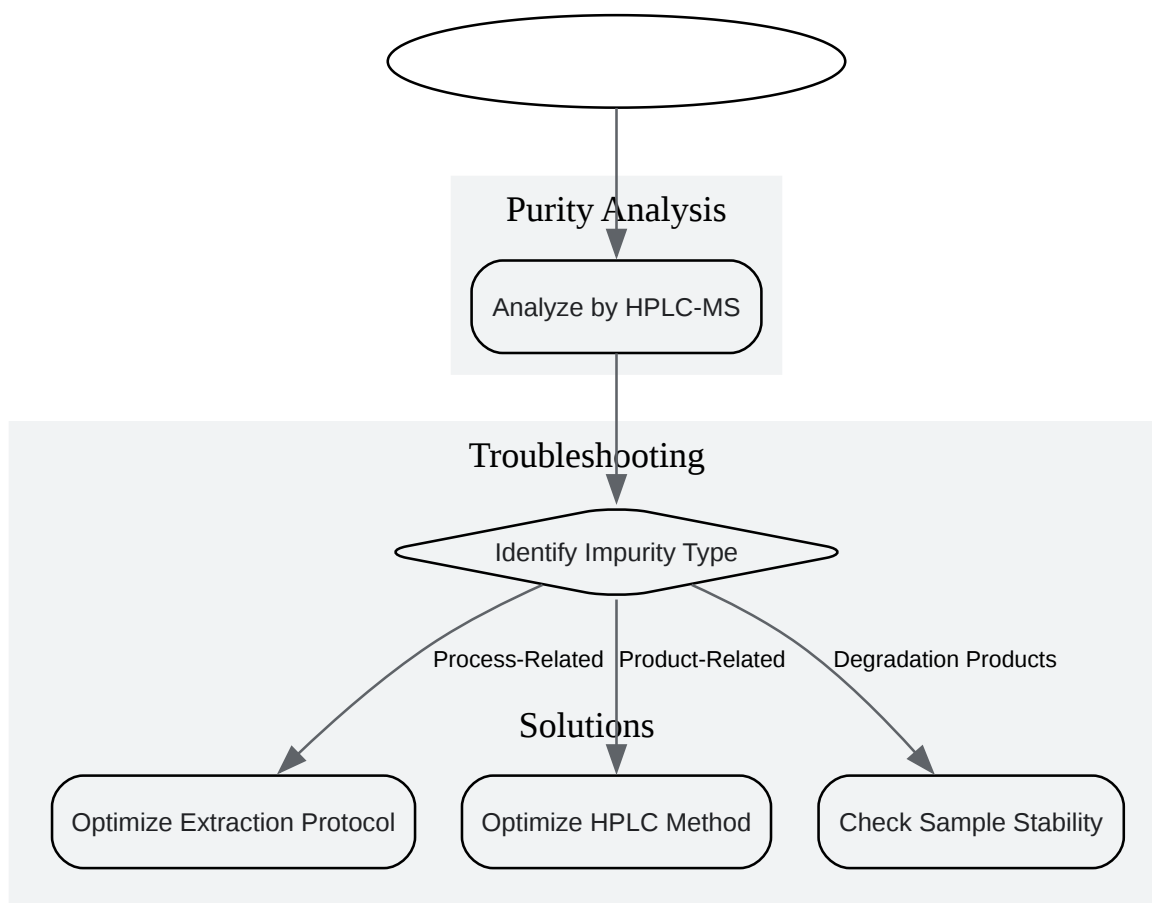 Purity Analysis
Analyze by HPLC-MS
Troubleshooting
Identify Impurity Type
Process-Related
Product-Related
Degradation Products
Solutions
Optimize Extraction Protocol
Optimize HPLC Method
Check Sample Stability